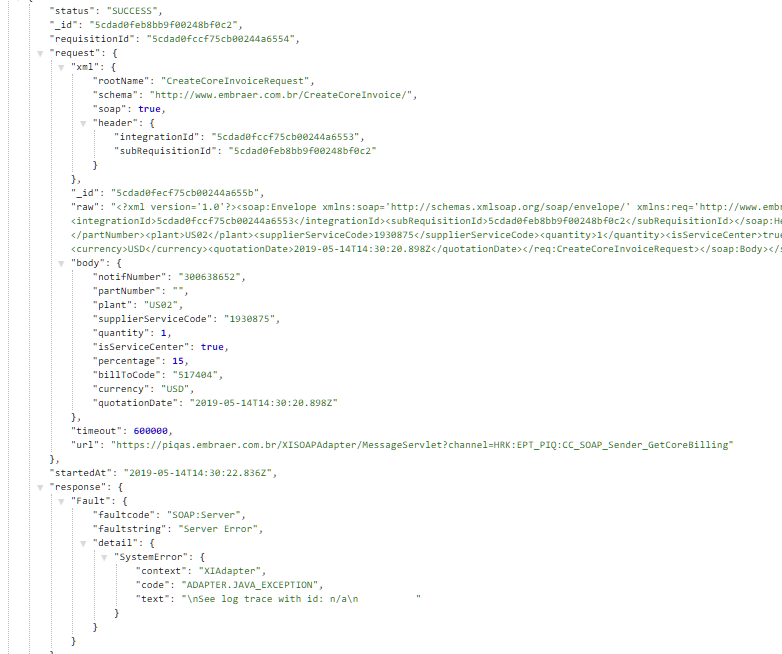 "status": "SUCCESS",
"_id": "5cdad0feb8bb9f00248bf0c2",
"requisitionId": "5cdad0fccf75cb00244a6554",
"request": {
"xml": {
"rootName": "CreateCoreInvoiceRequest",
"schema": "http://www.embraer.com.br/CreateCoreInvoice/",
"soap": true,
"header": {
"integrationId": "5cdad0fccf75cb00244a6553",
"subRequisitionId": "5cdad0feb8bb9f00248bf0c2"
}
},
"_id": "5cdad0fecf75cb00244a655b",
"raw": "<?xml version='1.0'?><soap:Envelope xmlns:soap='http://schemas.xmlsoap.org/soap/envelope/' xmlns:req='http://www.emb
<integrationId>5cdad0fccf75cb00244a6553</integrationId><subRequisitionId>5cdad0feb8bb9f00248bf0c2</subRequisitionId></soap:He
</partNumber><plant>US02</plant><supplierServiceCode>1930875</supplierServiceCode><quantity>1</quantity><isServiceCenter>true
<currency>USD</currency><quotationDate>2019-05-14T14:30:20.898Z</quotationDate></req:CreateCoreInvoiceRequest></soap:Body></s
"body": {
"notifNumber": "300638652",
"partNumber": "",
"plant": "US02",
"supplierServiceCode": "1930875",
"quantity": 1,
"isServiceCenter": true,
"percentage": 15,
"billToCode": "517404",
"currency": "USD",
"quotationDate": "2019-05-14T14:30:20.898Z"
},
"timeout": 600000,
"url": "https://piqas.embraer.com.br/XISOAPAdapter/MessageServlet?channel=HRK:EPT_PIQ:CC_SOAP_Sender_GetCoreBilling"
},
"startedAt": "2019-05-14T14:30:22.836Z",
"response": {
"Fault": {
"faultcode": "SOAP:Server",
"faultstring": "Server Error",
"detail": {
"SystemError": {
"context": "XIAdapter",
"code": "ADAPTER.JAVA_EXCEPTION",
"text": "\nSee log trace with id: n/a\n          "
}
}
}